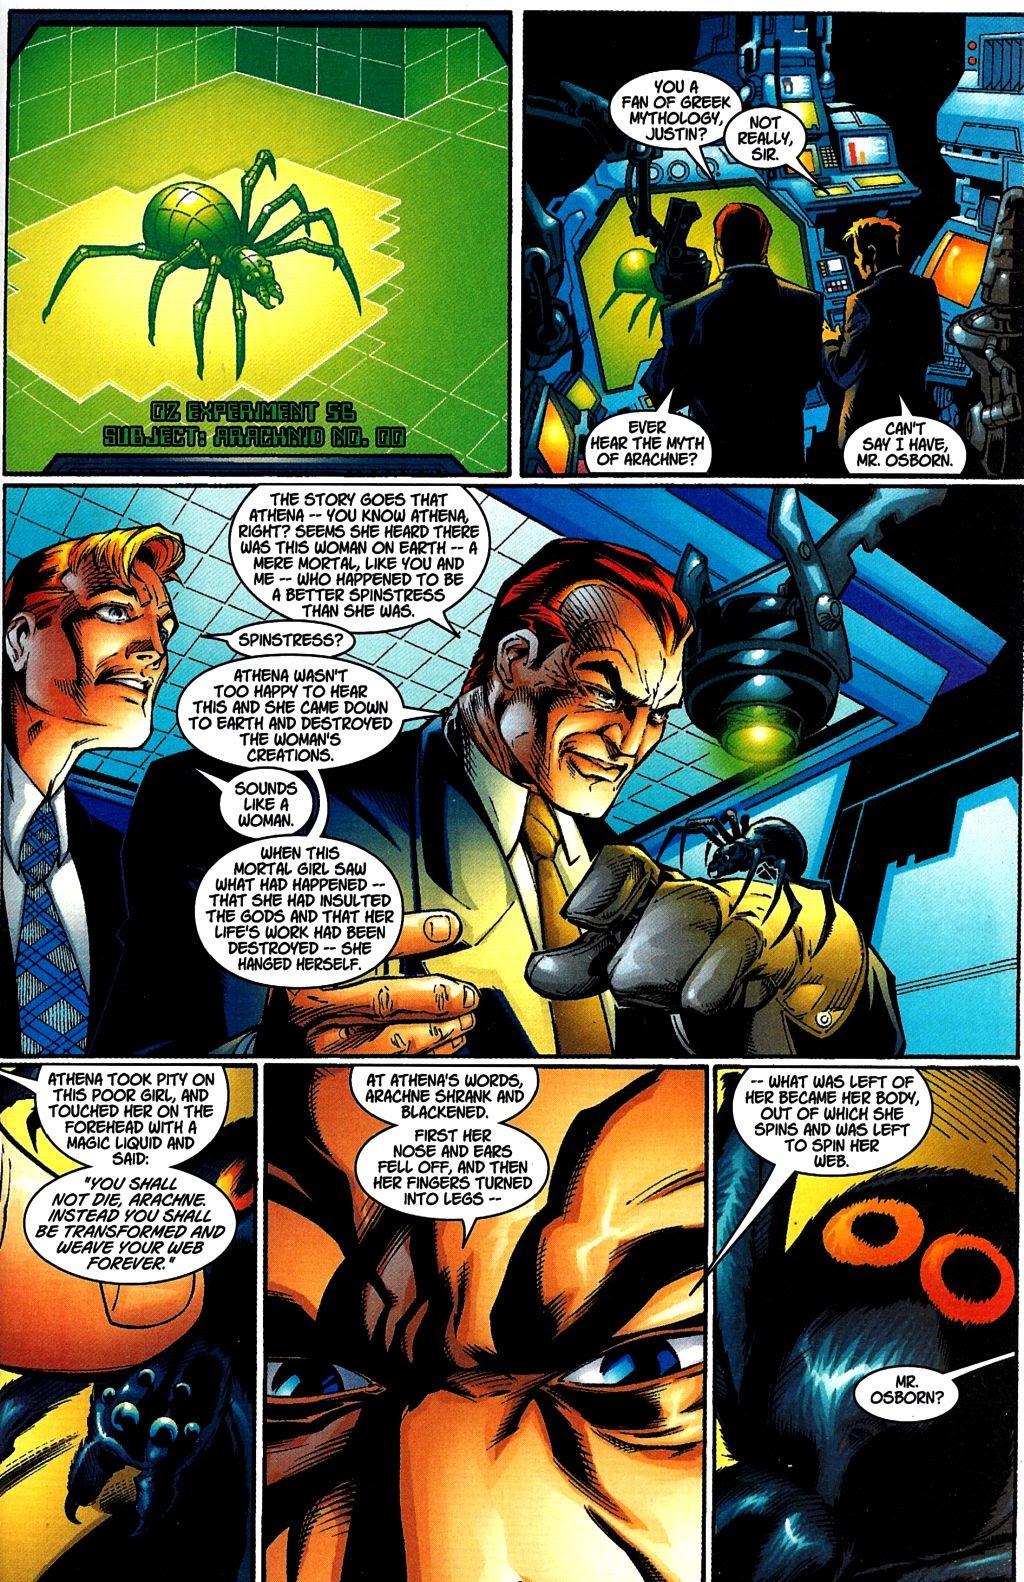 OZ EXPERIMENT 56
SUBJECT: ARACHNID NO. 00
YOU A
FAN OF GREEK
MYTHOLOGY,
JUSTIN?
NOT
REALLY,
SIR.
EVER
HEAR THE MYTH
OF ARACHNE?
CAN'T
SAY I HAVE,
MR. OSBORN.
THE STORY GOES THAT
ATHENA -- YOU KNOW ATHENA,
RIGHT? SEEMS SHE HEARD THERE
WAS THIS WOMAN ON EARTH -- A
MERE MORTAL, LIKE YOU AND
ME -- WHO HAPPENED TO BE
A BETTER SPINSTRESS
THAN SHE WAS.
SPINSTRESS?
ATHENA WASN'T
TOO HAPPY TO HEAR
THIS AND SHE CAME DOWN
TO EARTH AND DESTROYED
THE WOMAN'S
CREATIONS.
SOUNDS
LIKE A
WOMAN.
WHEN THIS
MORTAL GIRL SAW
WHAT HAD HAPPENED --
THAT SHE HAD INSULTED
THE GODS AND THAT HER
LIFE'S WORK HAD BEEN
DESTROYED -- SHE
HANGED HERSELF.
ATHENA TOOK PITY ON
THIS POOR GIRL, AND
TOUCHED HER ON THE
FOREHEAD WITH A
MAGIC LIQUID AND
SAID:
"YOU SHALL
NOT DIE, ARACHNE.
INSTEAD YOU SHALL
BE TRANSFORMED AND
WEAVE YOUR WEB
FOREVER."
AT ATHENA'S WORDS,
ARACHNE SHRANK AND
BLACKENED.
FIRST HER
NOSE AND EARS
FELL OFF, AND THEN
HER FINGERS TURNED
INTO LEGS --
-- WHAT WAS LEFT OF
HER BECAME HER BODY,
OUT OF WHICH SHE
SPINS AND WAS LEFT
TO SPIN HER
WEB.
MR.
OSBORN?